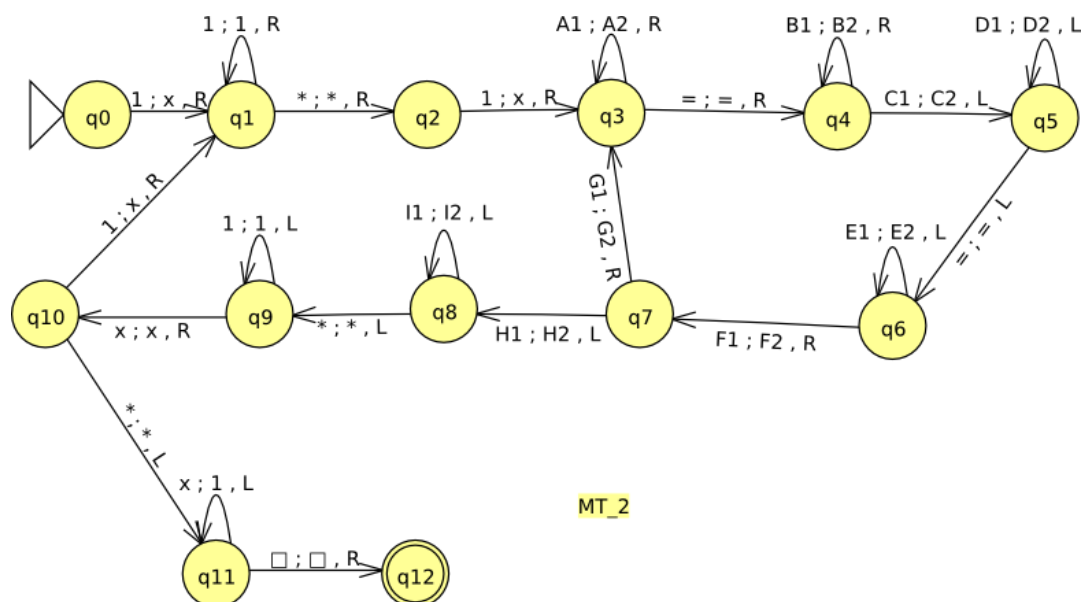 1 ; 1 , R
A1 ; A2 , R
B1 ; B2 , R
D1 ; D2 , L
q0
1 ; x , R
q1
* ; * , R
q2
1 ; x , R
q3
= ; = , R
q4
C1 ; C2 , L
q5
1 ; x , R
1 ; 1 , L
I1 ; I2 , L
G1 ; G2 , R
E1 ; E2 , L
= ; = , L
q10
x ; x , R
q9
* ; * , L
q8
H1 ; H2 , L
q7
F1 ; F2 , R
q6
* ; * , L
x ; 1 , L
MT_2
q11
□ ; □ , R
q12